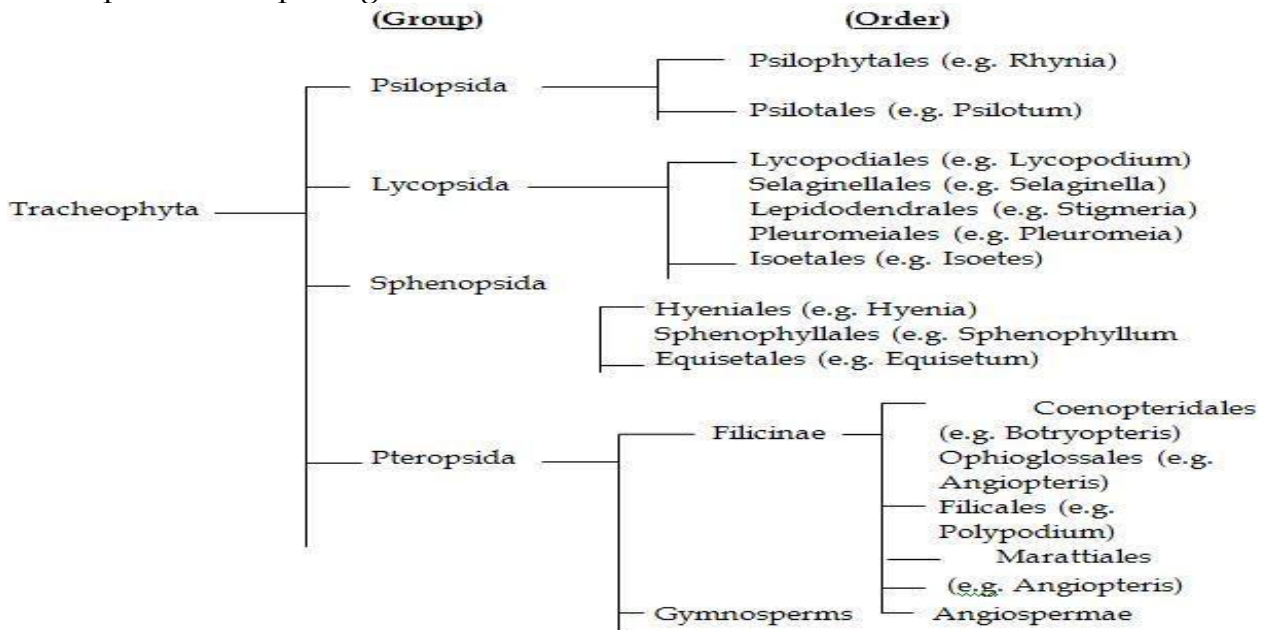 (Group) (Order)
Psilophytales (e.g. Rhynia)
Psilopsida
Psilotales (e.g. Psilotum)
Lycopodiales (e.g. Lycopodium)
Lycopsida
Selaginellales (e.g. Selaginella)
Tracheophyta
Lepidodendrales (e.g. Stigmeria)
Pleuromeiales (e.g. Pleuromeia)
Isoetales (e.g. Isoetes)
Sphenopsida
Hyeniales (e.g. Hyenia)
Sphenophyllales (e.g. Sphenophyllum
Equisetales (e.g. Equisetum)
Coenopteridales
Filicinae
(e.g. Botryopteris)
Pteropsida
Ophioglossales (e.g.
Angiopteris)
Filicales (e.g.
Polypodium)
Marattiales
(e.g. Angiopteris)
Gymnosperms
Angiospermae